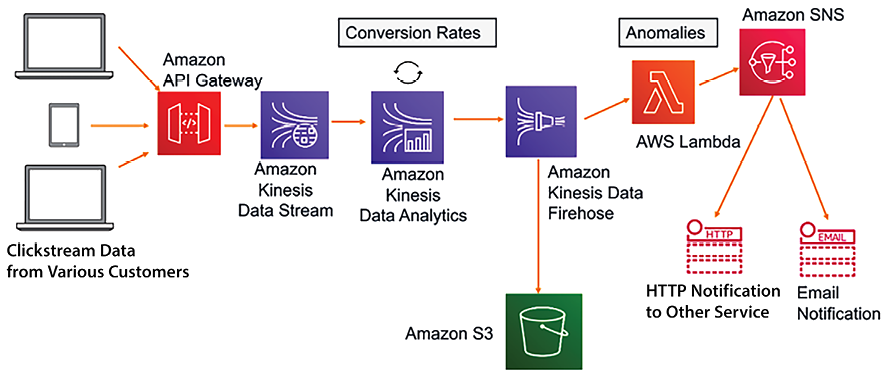 Amazon SNS
Conversion Rates
Anomalies
Amazon
API Gateway
</>
AWS Lambda
Amazon
Kinesis
Data Stream
Amazon
Kinesis
Data Analytics
Amazon
Kinesis Data
Firehose
Clickstream Data
from Various Customers
HTTP
EMAIL
HTTP Notification
to Other Service
Email
Notification
Amazon S3